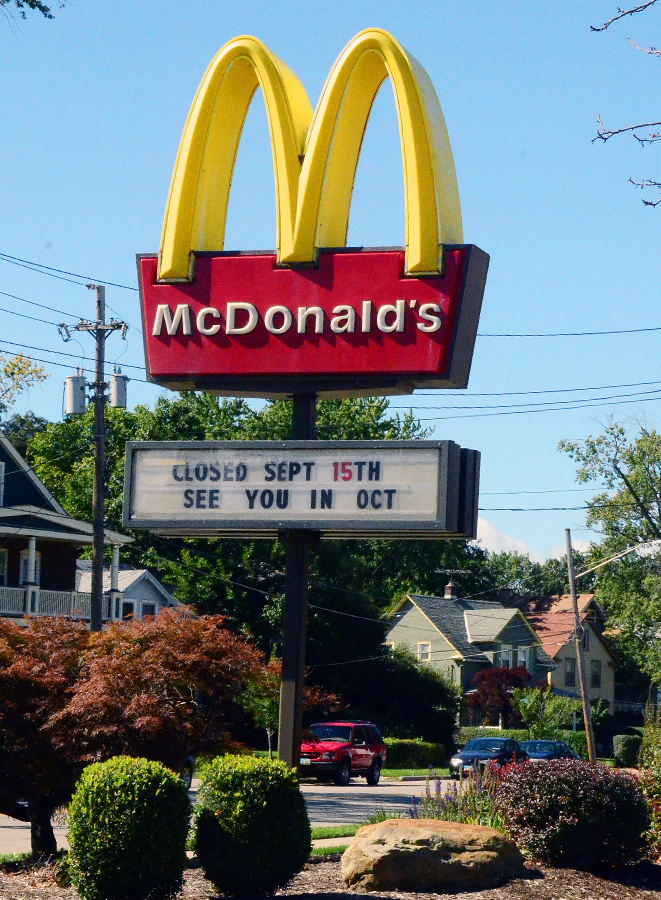 McDonald's
CLOSED SEPT 15TH
SEE YOU IN OCT